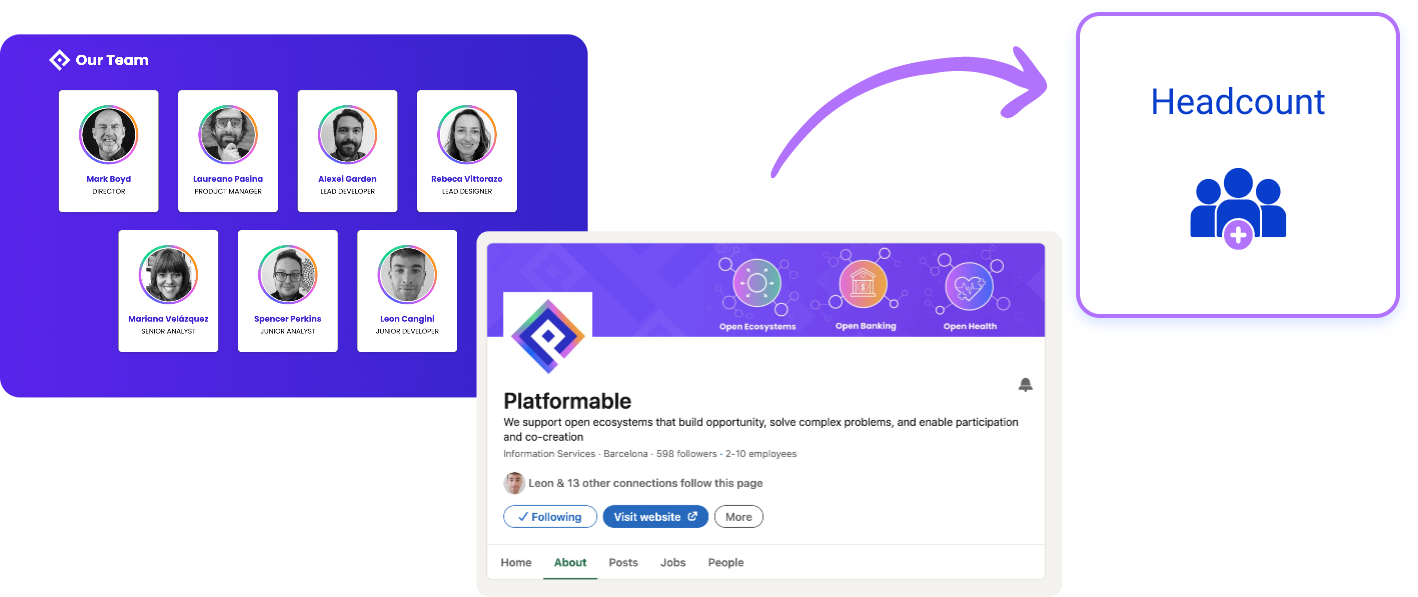 Our Team
Mark Boyd
DIRECTOR
Laureano Pasina
PRODUCT MANAGER
Alexei Garden
LEAD DEVELOPER
Rebeca Vittorazo
LEAD DESIGNER
Mariana Velázquez
SENIOR ANALYST
Spencer Perkins
JUNIOR ANALYST
Leon Cangini
JUNIOR DEVELOPER
Open Ecosystems
Open Banking
Open Health
Platformable
We support open ecosystems that build opportunity, solve complex problems, and enable participation
and co-creation
Information Services · Barcelona · 598 followers · 2-10 employees
Leon & 13 other connections follow this page
Following
Visit website
More
Home
About
Posts
Jobs
People
Headcount